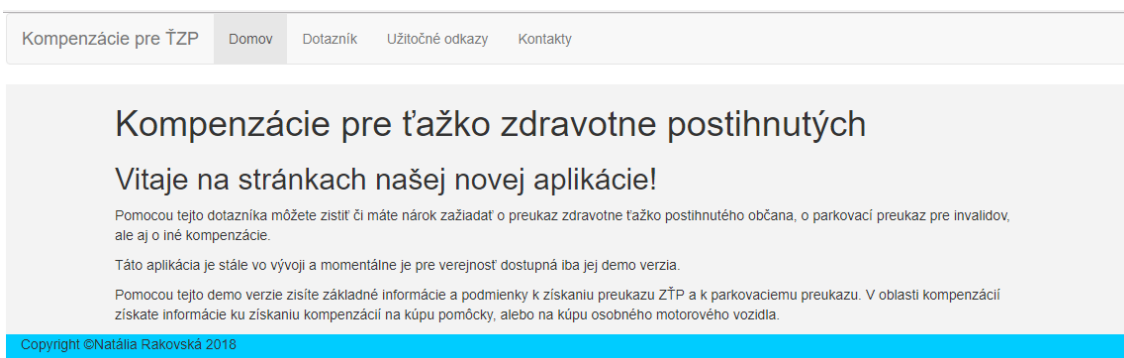 Kompenzácie pre ŤZP Domov Dotazník Užitočné odkazy Kontakty
Kompenzácie pre ťažko zdravotne postihnutých
Vitaje na stránkach našej novej aplikácie!
Pomocou tejto dotazníka môžete zistiť či máte nárok zažiadať o preukaz zdravotne ťažko postihnutého občana, o parkovací preukaz pre invalidov,
ale aj o iné kompenzácie.
Táto aplikácia je stále vo vývoji a momentálne je pre verejnosť dostupná iba jej demo verzia.
Pomocou tejto demo verzie zisíte základné informácie a podmienky k získaniu preukazu ZŤP a k parkovaciemu preukazu. V oblasti kompenzácií
získate informácie ku získaniu kompenzácií na kúpu pomôcky, alebo na kúpu osobného motorového vozidla.
Copyright ©Natália Rakovská 2018